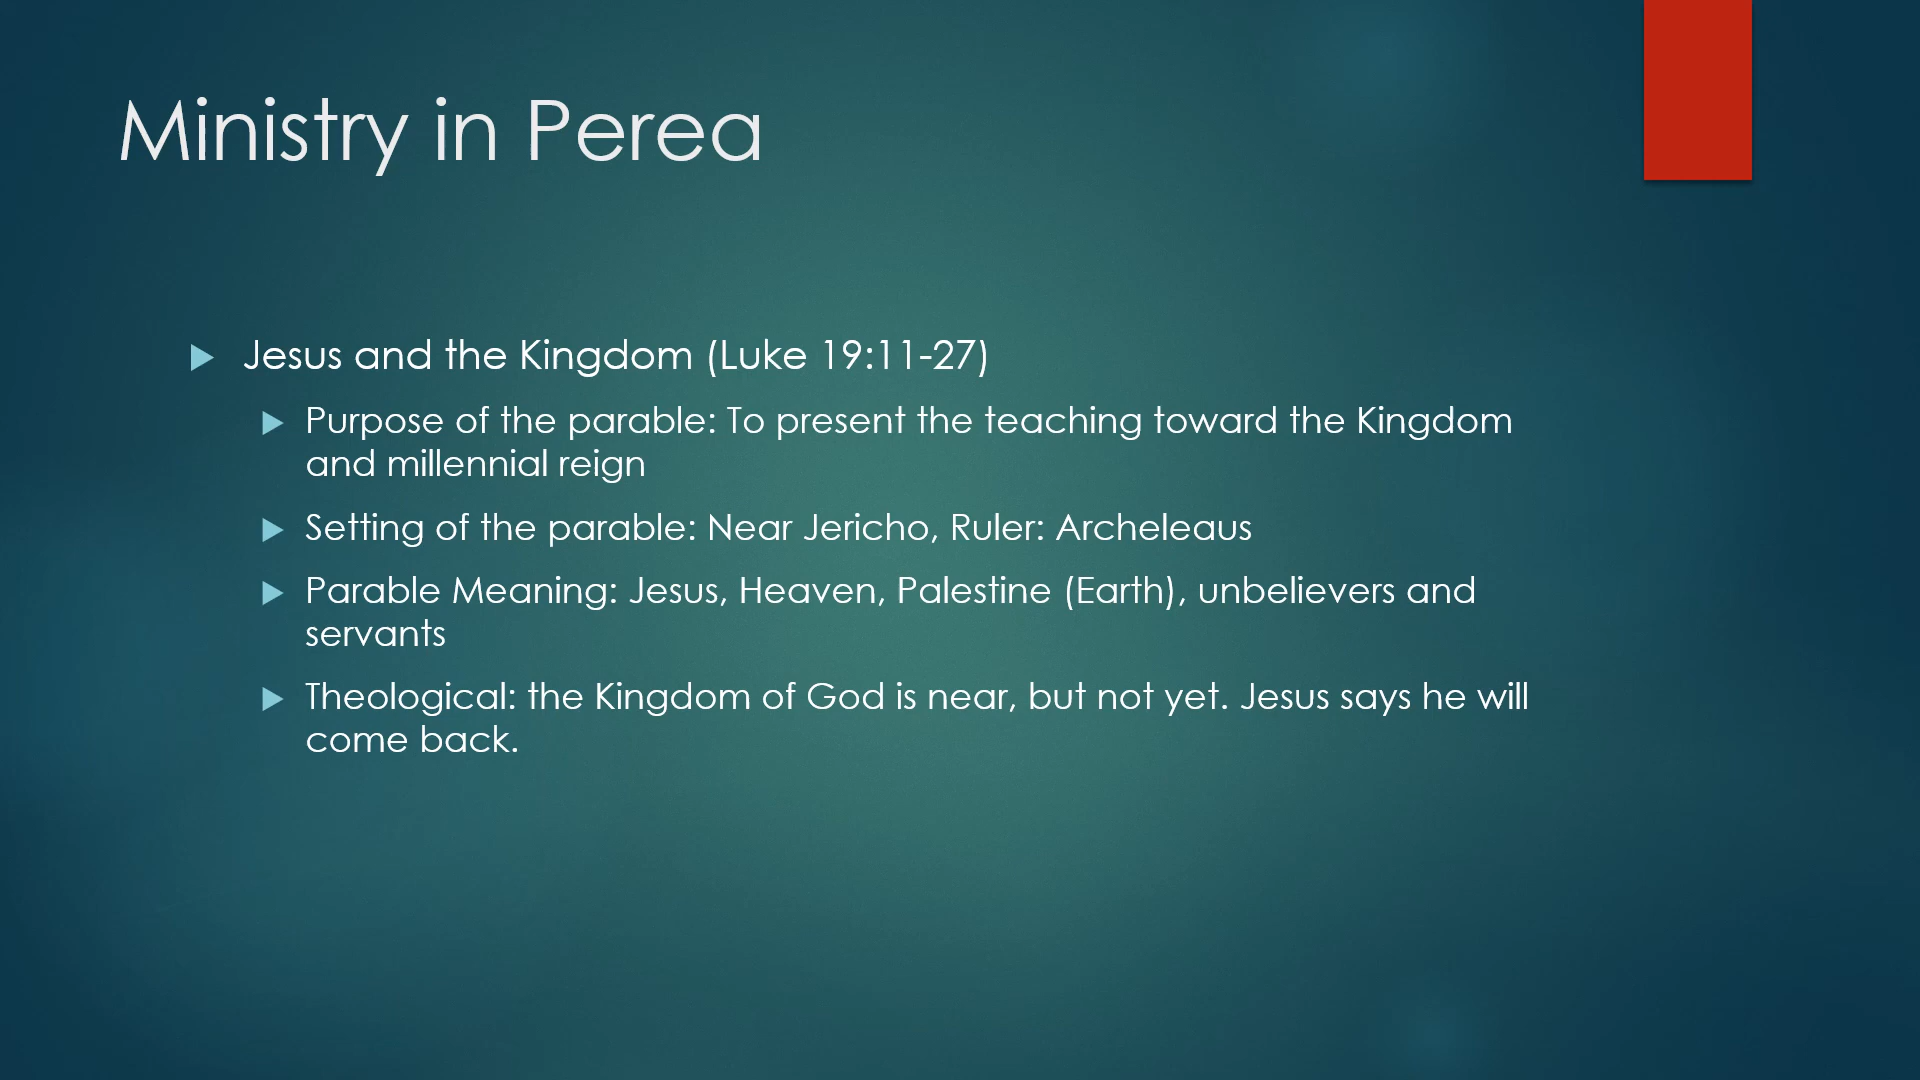 Ministry in Perea
Jesus and the Kingdom (Luke 19:11-27)
Purpose of the parable: To present the teaching toward the Kingdom
and millennial reign
Setting of the parable: Near Jericho, Ruler: Archeleaus
Parable Meaning: Jesus, Heaven, Palestine (Earth), unbelievers and
servants
Theological: the Kingdom of God is near, but not yet. Jesus says he will
come back.